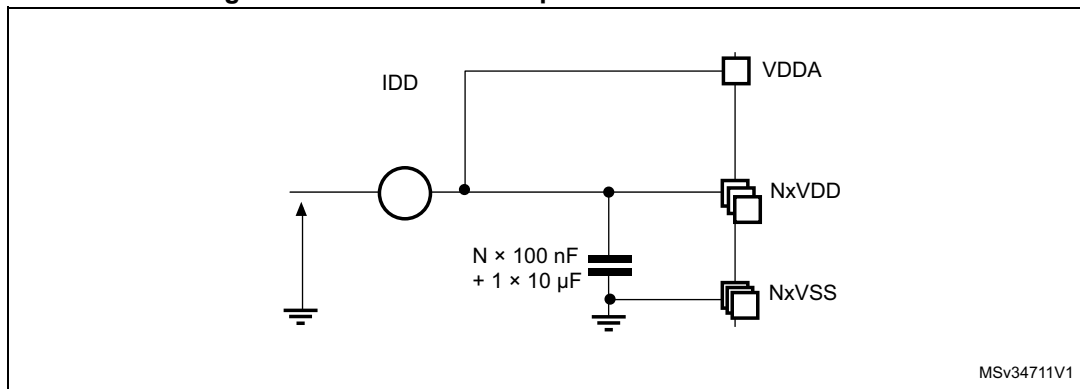 IDD
VDDA
NxVDD
N × 100 nF
+ 1 × 10 µF
NxVSS
MSv34711V1